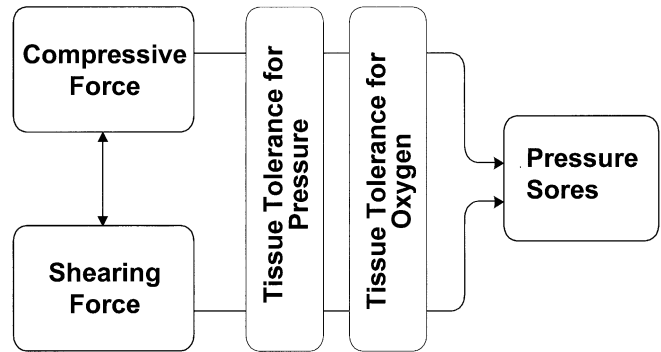 Compressive
Force
Shearing
Force
Tissue Tolerance for
Pressure
Tissue Tolerance for
Oxygen
Pressure
Sores